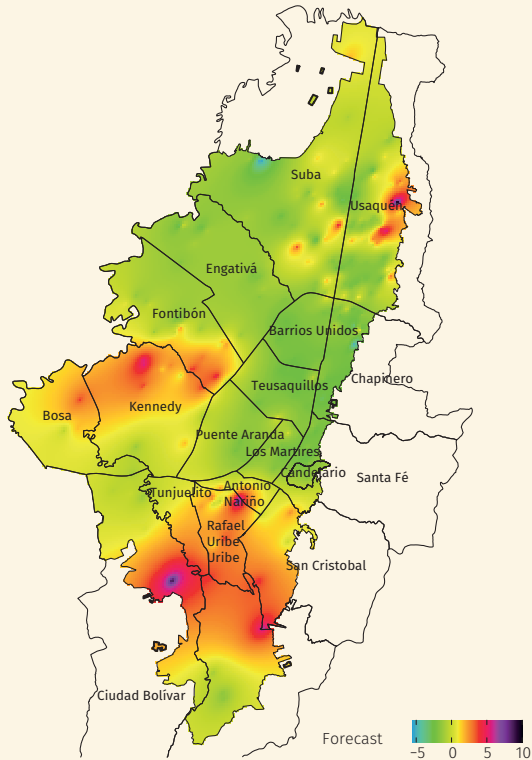 Suba
Usaquén
Engativá
Fontibón
Barrios Unidos
Chapinero
Teusaquillos
Bosa
Kennedy
Puente Aranda
Los Martires
Candelario
Santa Fé
Tunjuelito
Antonio
Nariño
Rafael
Uribe
Uribe
San Cristobal
Ciudad Bolívar
Forecast
−5 0 5 10